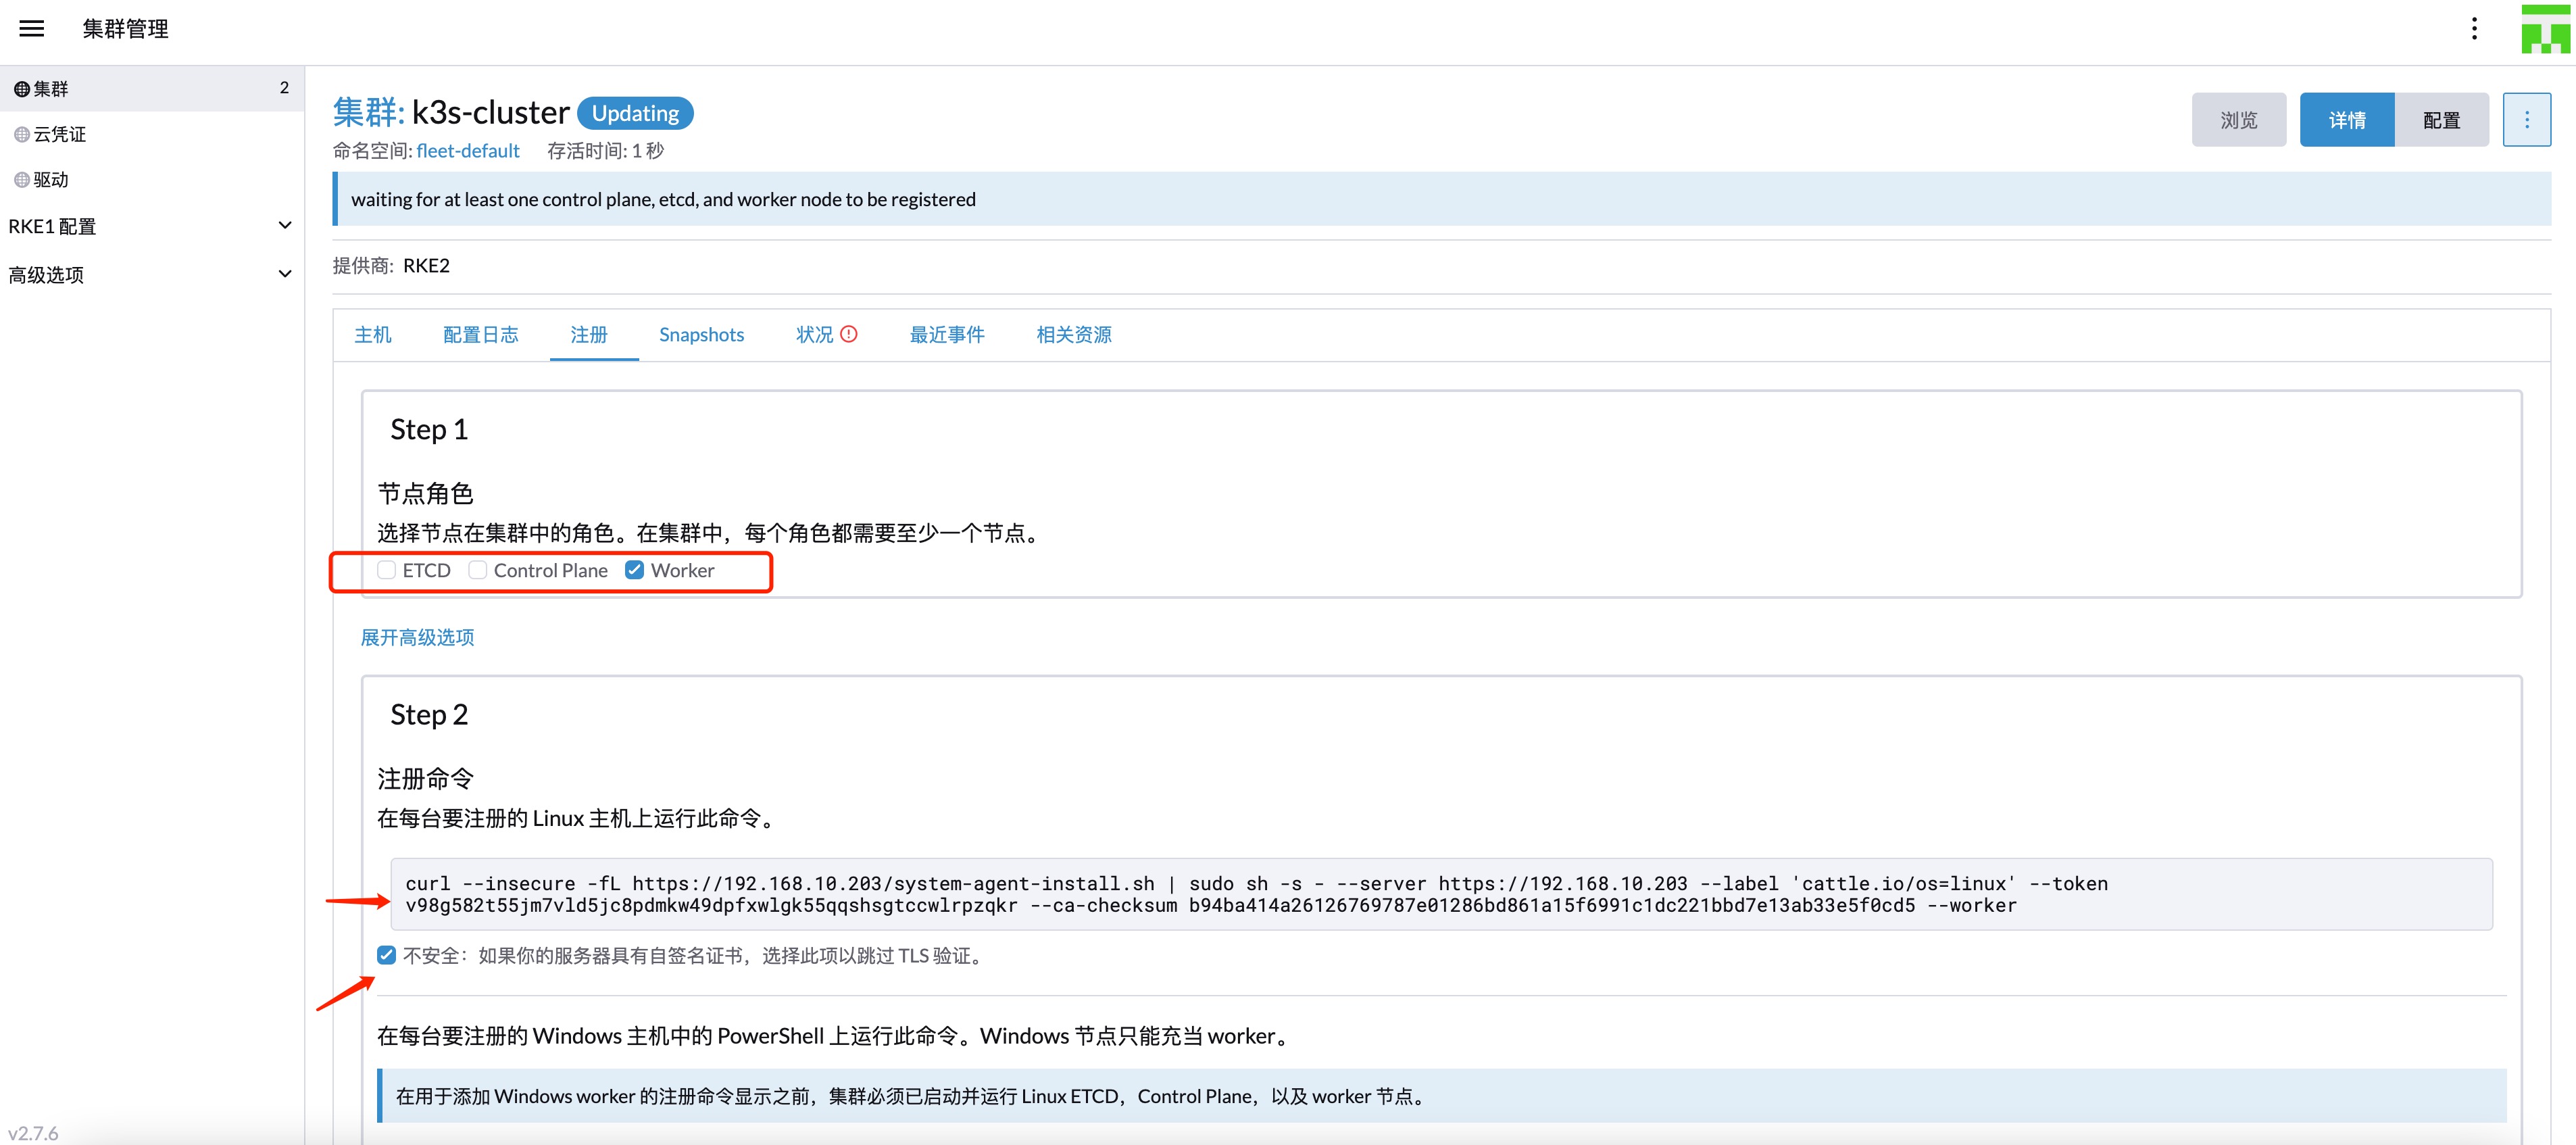 集群管理
集群 2
云凭证
驱动
RKE1 配置
高级选项
集群: k3s-cluster Updating
命名空间: fleet-default 存活时间: 1 秒
浏览 详情 配置
waiting for at least one control plane, etcd, and worker node to be registered
提供商: RKE2
主机 配置日志 注册 Snapshots 状况 最近事件 相关资源
Step 1
节点角色
选择节点在集群中的角色。在集群中，每个角色都需要至少一个节点。
ETCD Control Plane Worker
展开高级选项
Step 2
注册命令
在每台要注册的 Linux 主机上运行此命令。
curl --insecure -fL https://192.168.10.203/system-agent-install.sh | sudo sh -s - --server https://192.168.10.203 --label 'cattle.io/os=linux' --token
v98g582t55jm7vld5jc8pdmkw49dpfxwlgk55qqshsgtccwlrpzqkr --ca-checksum b94ba414a26126769787e01286bd861a15f6991c1dc221bbd7e13ab33e5f0cd5 --worker
不安全：如果你的服务器具有自签名证书，选择此项以跳过 TLS 验证。
在每台要注册的 Windows 主机中的 PowerShell 上运行此命令。Windows 节点只能充当 worker。
在用于添加 Windows worker 的注册命令显示之前，集群必须已启动并运行 Linux ETCD，Control Plane，以及 worker 节点。
v2.7.6